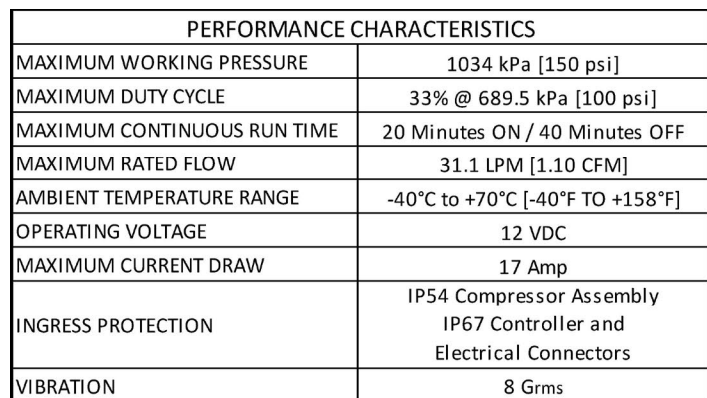 PERFORMANCE CHARACTERISTICS
MAXIMUM WORKING PRESSURE 1034 kPa [150 psi]
MAXIMUM DUTY CYCLE 33% @ 689.5 kPa [100 psi]
MAXIMUM CONTINUOUS RUN TIME 20 Minutes ON / 40 Minutes OFF
MAXIMUM RATED FLOW 31.1 LPM [1.10 CFM]
AMBIENT TEMPERATURE RANGE -40°C to +70°C [-40°F TO +158°F]
OPERATING VOLTAGE 12 VDC
MAXIMUM CURRENT DRAW 17 Amp
INGRESS PROTECTION IP54 Compressor Assembly
IP67 Controller and
Electrical Connectors
VIBRATION 8 Grms